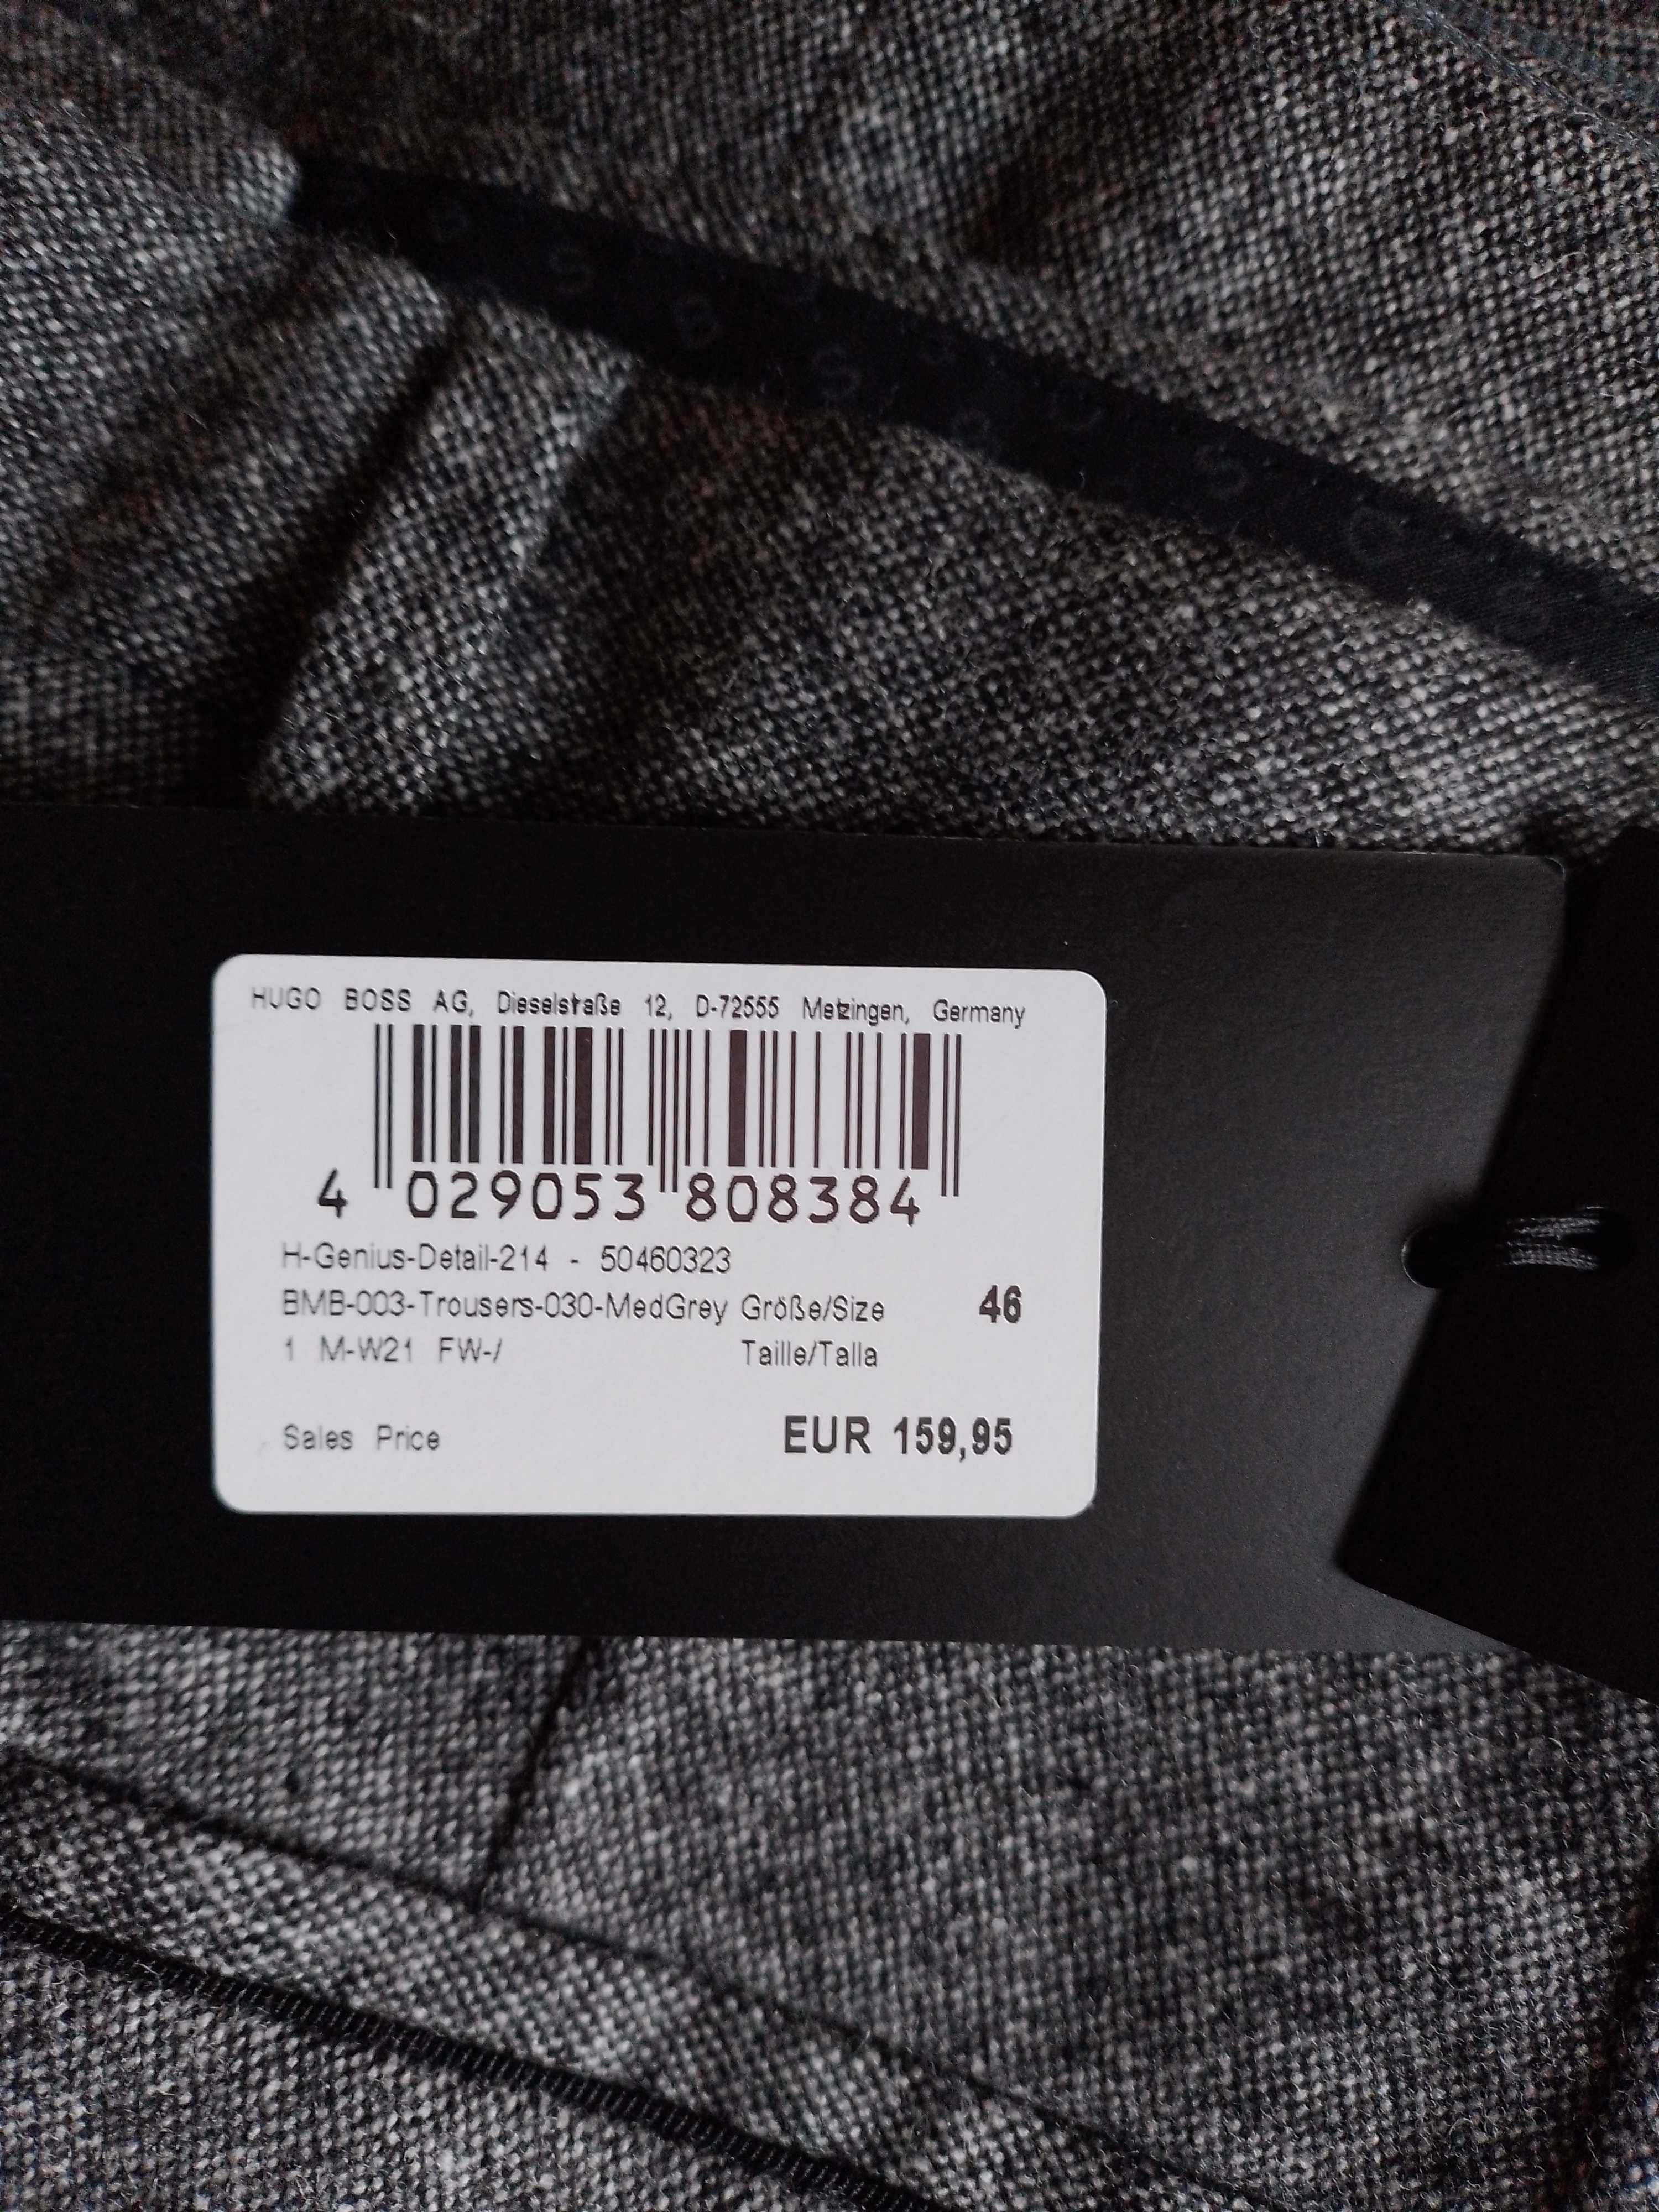 HUGO BOSS AG, Dieselstraße 12, D-72555 Metzingen, Germany
4 029053 808384
H-Genius-Detail-214 - 50460323
BMB-003-Trousers-030-MedGrey Größe/Size 46
1 M-W21 FW-/ Taille/Talla
Sales Price EUR 159,95